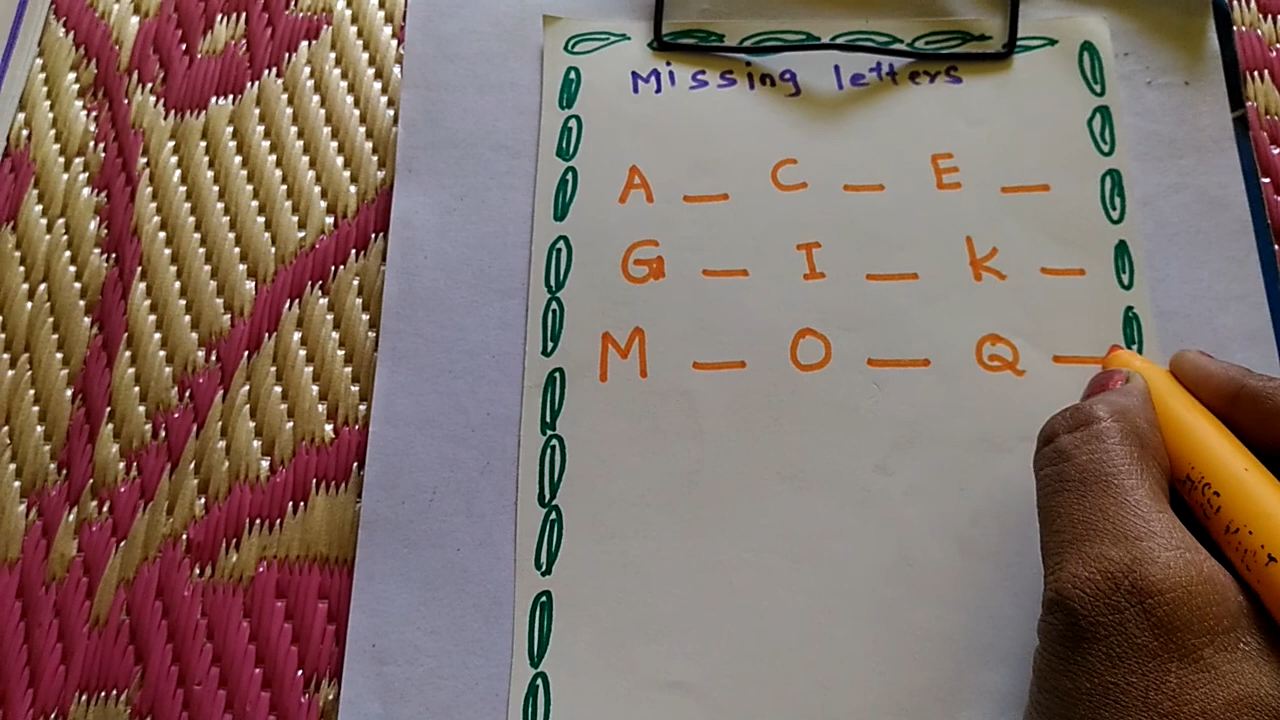 Missing letters
A _ C _ E _
G _ I _ K _
M _ O _ Q _